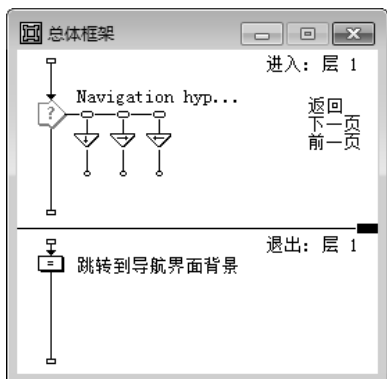 总体框架
进入: 层 1
Navigation hyp...
返回
下一页
前一页
退出: 层 1
跳转到导航界面背景